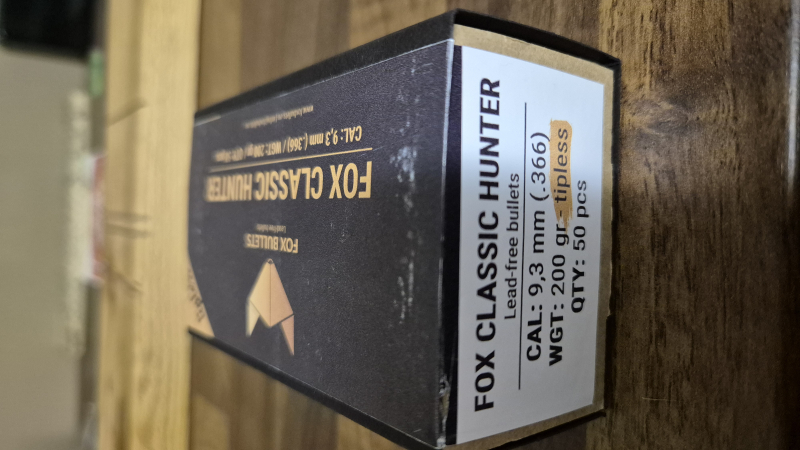 FOX CLASSIC HUNTER
Lead-free bullets
CAL: 9,3 mm (.366)
WGT: 200 gr - tipless
QTY: 50 pcs
FOX BULLETS
Lead-free bullets
FOX CLASSIC HUNTER
CAL: 9,3 mm (.366) / WGT: 200 gr